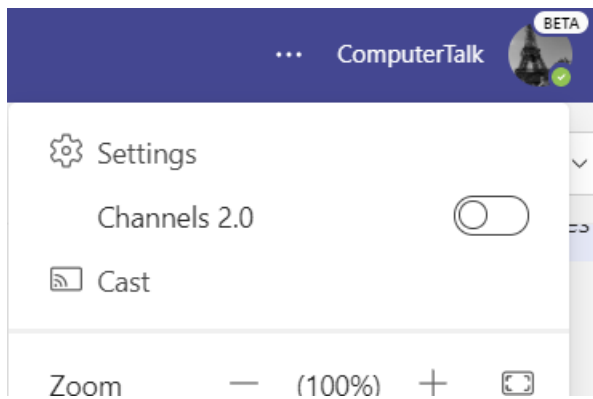 BETA
... ComputerTalk
Settings
Channels 2.0
Cast
Zoom — (100%) +